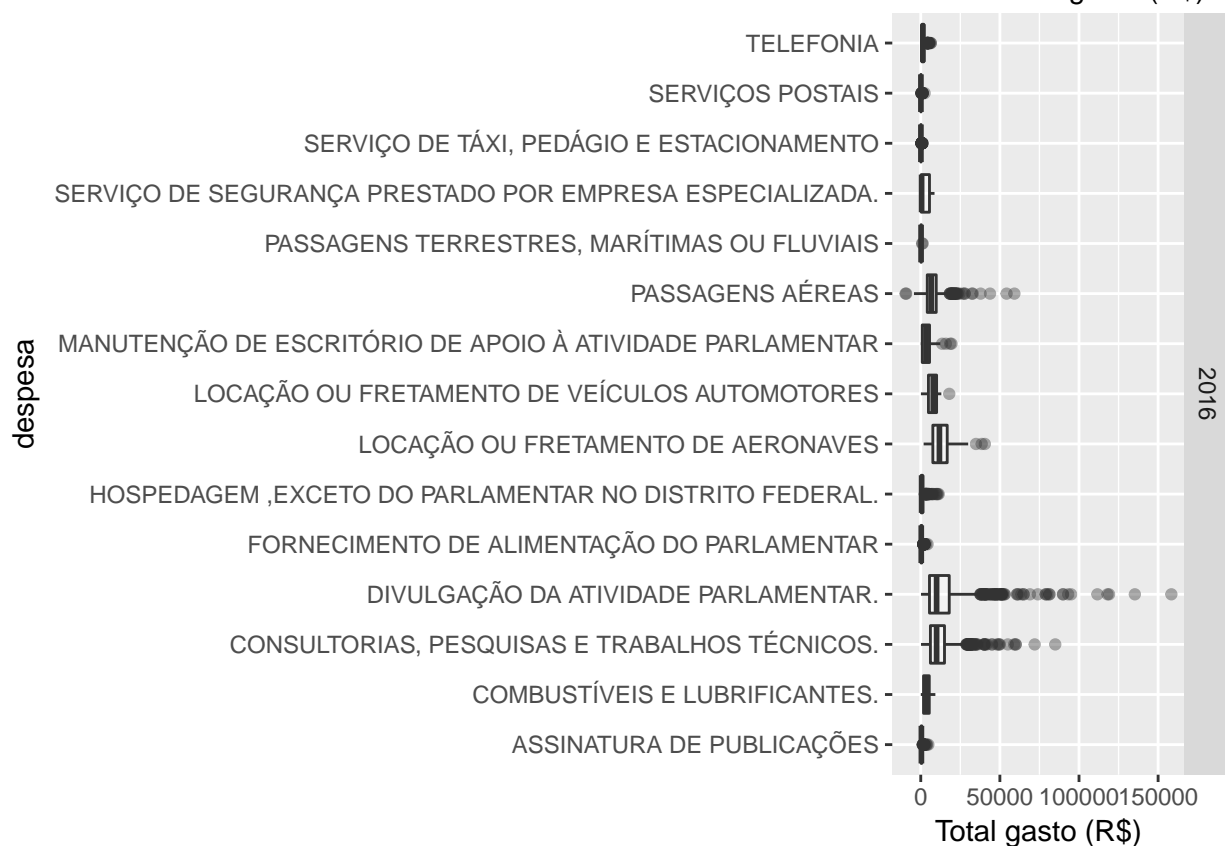 TELEFONIA
SERVIÇOS POSTAIS
SERVIÇO DE TÁXI, PEDÁGIO E ESTACIONAMENTO
SERVIÇO DE SEGURANÇA PRESTADO POR EMPRESA ESPECIALIZADA.
PASSAGENS TERRESTRES, MARÍTIMAS OU FLUVIAIS
PASSAGENS AÉREAS
MANUTENÇÃO DE ESCRITÓRIO DE APOIO À ATIVIDADE PARLAMENTAR
LOCAÇÃO OU FRETAMENTO DE VEÍCULOS AUTOMOTORES
LOCAÇÃO OU FRETAMENTO DE AERONAVES
HOSPEDAGEM ,EXCETO DO PARLAMENTAR NO DISTRITO FEDERAL.
FORNECIMENTO DE ALIMENTAÇÃO DO PARLAMENTAR
DIVULGAÇÃO DA ATIVIDADE PARLAMENTAR.
CONSULTORIAS, PESQUISAS E TRABALHOS TÉCNICOS.
COMBUSTÍVEIS E LUBRIFICANTES.
ASSINATURA DE PUBLICAÇÕES
despesa
2016
0 50000 100000 150000
Total gasto (R$)